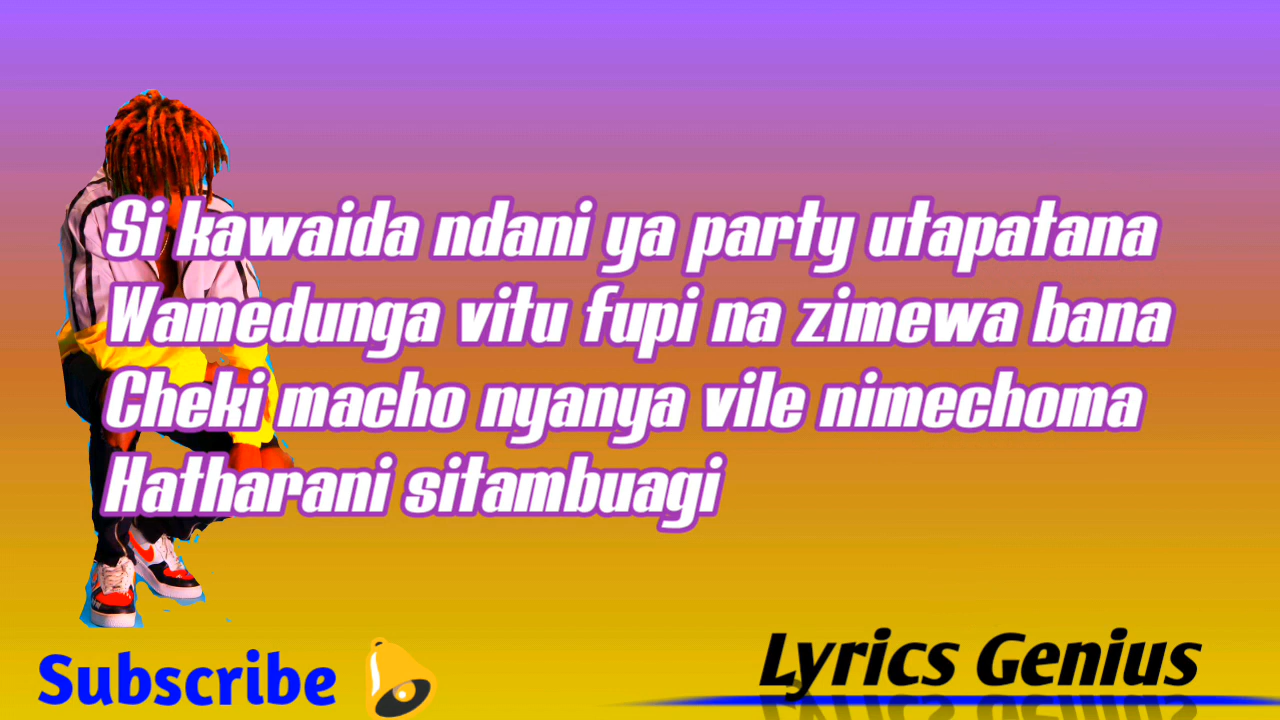 Si kawaida ndani ya party utapatana
Wamedunga vitu fupi na zimewa bana
Cheki macho nyanya vile nimechoma
Hatharani sitambuagi
Subscribe
Lyrics Genius